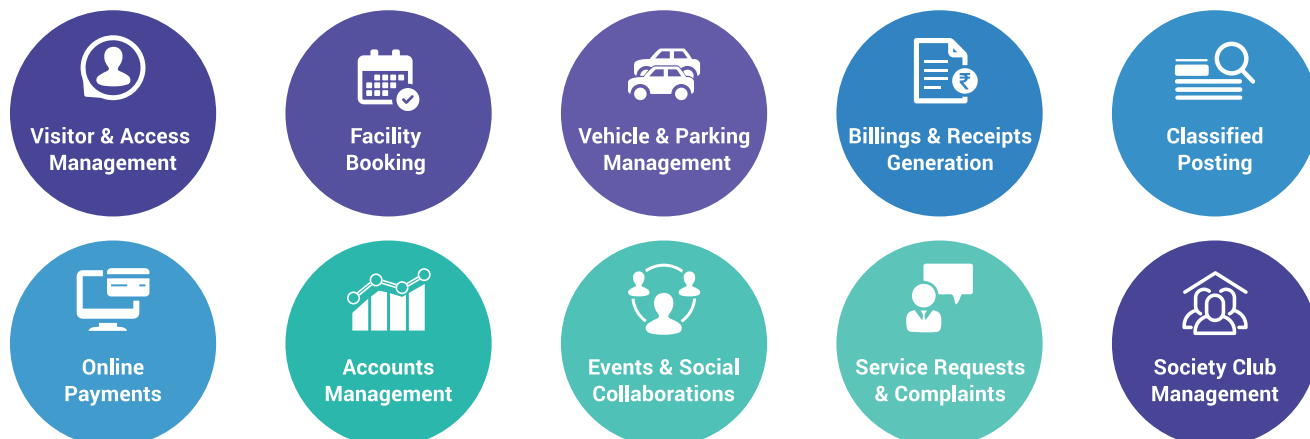 Visitor & Access
Management
Facility
Booking
Vehicle & Parking
Management
₹
Billings & Receipts
Generation
Classified
Posting
Online
Payments
Accounts
Management
Events & Social
Collaborations
Service Requests
& Complaints
Society Club
Management